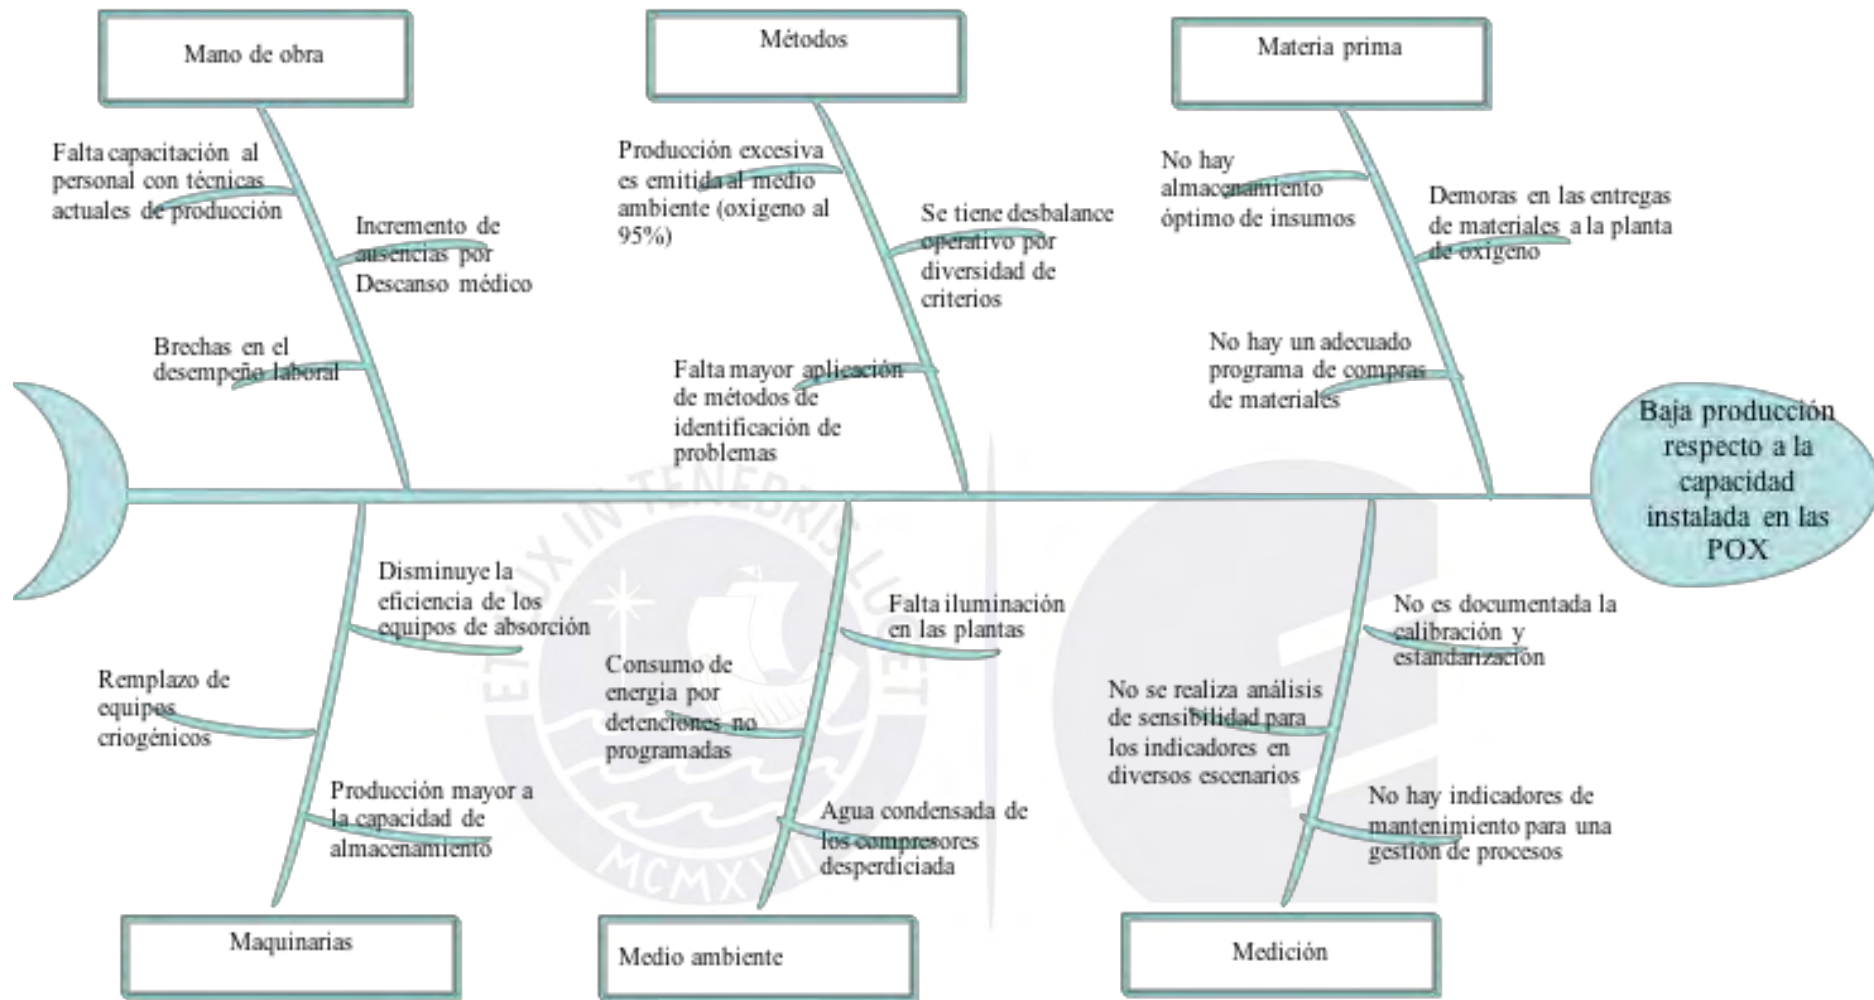 Mano de obra
Métodos
Materia prima
Falta capacitación al
personal con técnicas
actuales de producción
Incremento de
ausencias por
Descanso médico
Brechas en el
desempeño laboral
Producción excesiva
es emitida al medio
ambiente (oxigeno al
95%)
Se tiene desbalance
operativo por
diversidad de
criterios
Falta mayor aplicación
de métodos de
identificación de
problemas
No hay
almacenamiento
óptimo de insumos
Demoras en las entregas
de materiales a la planta
de oxígeno
No hay un adecuado
programa de compras
de materiales
Baja producción
respecto a la
capacidad
instalada en las
POX
Disminuye la
eficiencia de los
equipos de absorción
Remplazo de
equipos
criogénicos
Producción mayor a
la capacidad de
almacenamiento
Falta iluminación
en las plantas
Consumo de
energia por
detenciones no
programadas
Agua condensada de
los compresores
desperdiciada
No es documentada la
calibración y
estandarización
No se realiza análisis
de sensibilidad para
los indicadores en
diversos escenarios
No hay indicadores de
mantenimiento para una
gestión de procesos
Maquinarias
Medio ambiente
Medición
ET LUX IN TENEBRIS LUCET
MCMXVII